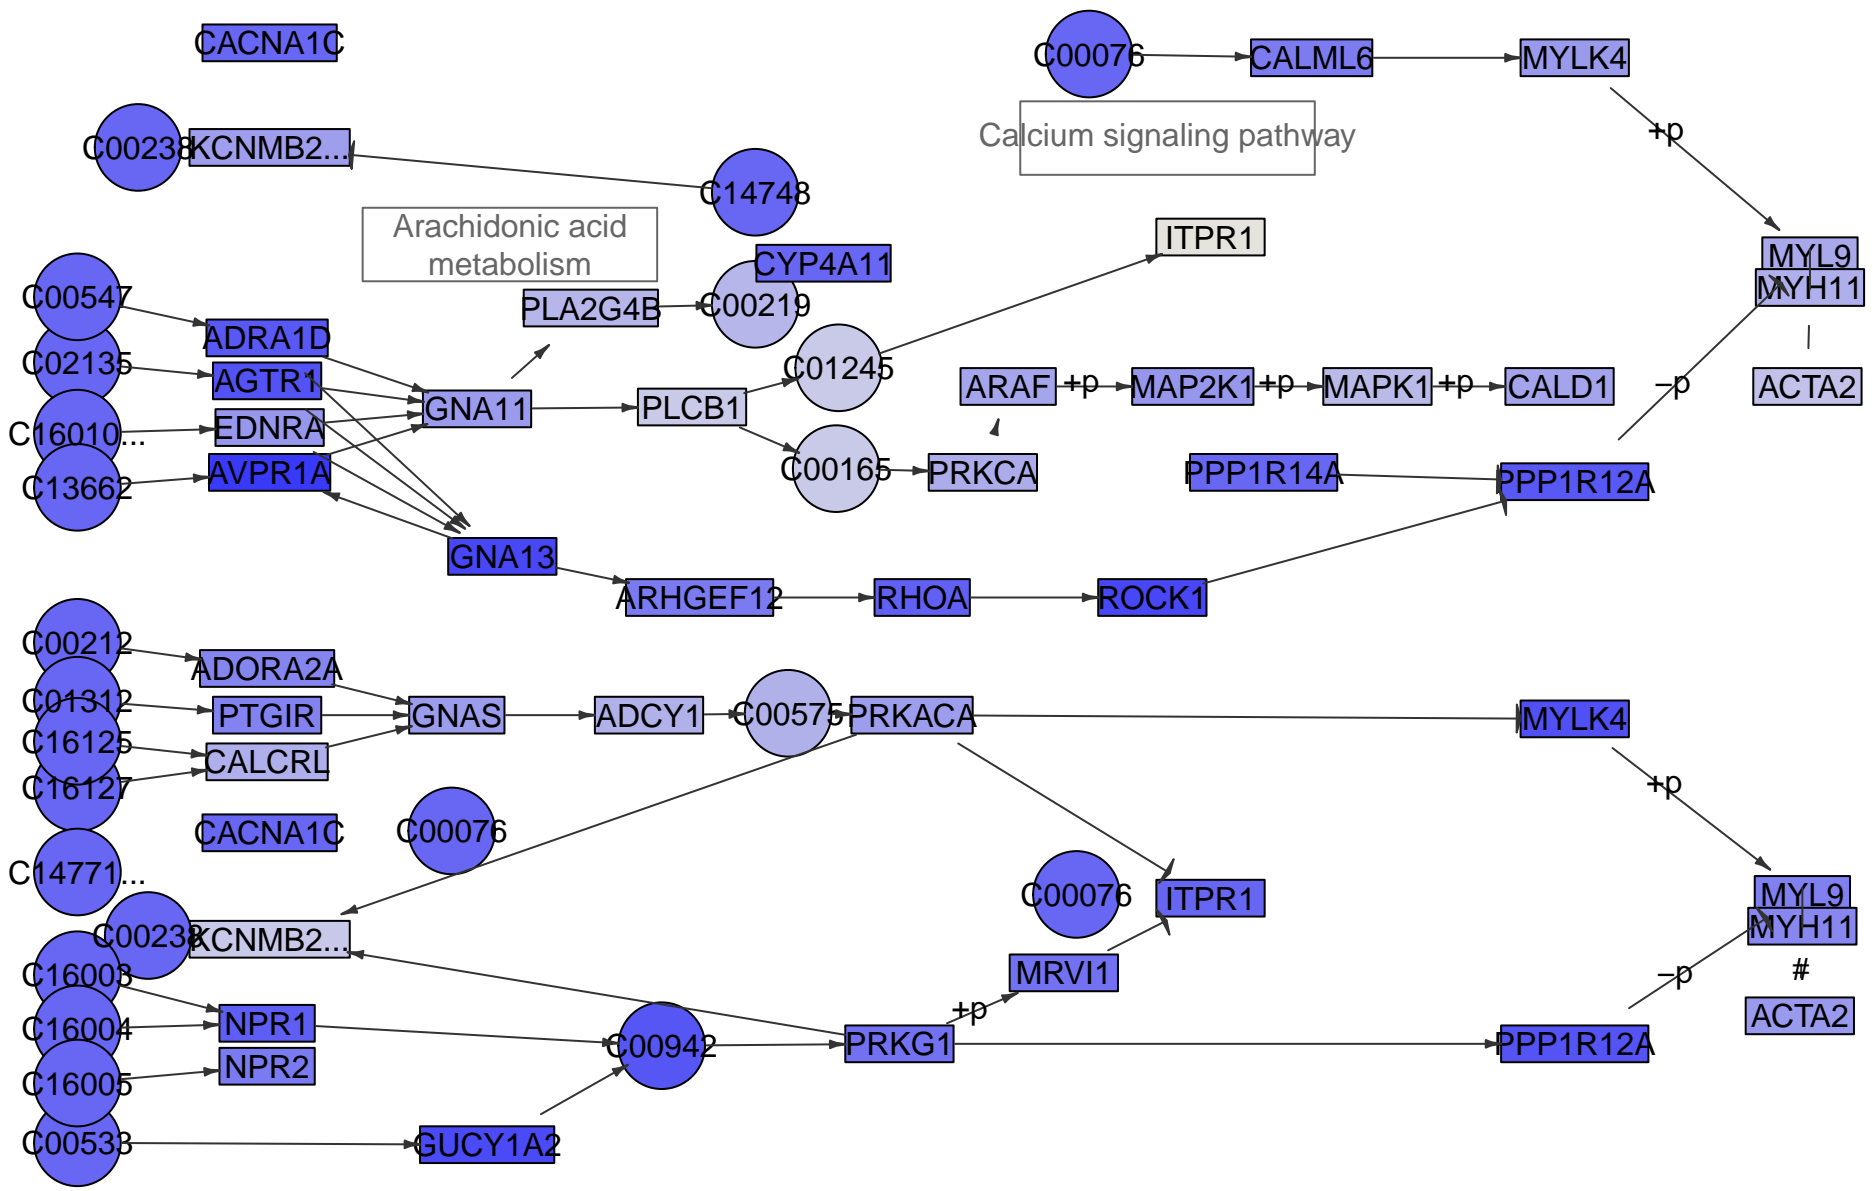 CACNA1C
C00076
CALML6
MYLK4
+p
C00238
KCNMB2...
Calcium signaling pathway
C14748
Arachidonic acid
metabolism
ITPR1
MYL9
MYH11
CYP4A11
C00547
PLA2G4B
C00219
ADRA1D
C02135
AGTR1
C01245
ARAF
+p
MAP2K1
+p
MAPK1
+p
CALD1
−p
ACTA2
GNA11
PLCB1
C16010...
EDNRA
C13662
AVPR1A
C00165
PRKCA
PPP1R14A
PPP1R12A
GNA13
ARHGEF12
RHOA
ROCK1
C00212
ADORA2A
C01312
PTGIR
GNAS
ADCY1
C00575
PRKACA
MYLK4
C16125
CALCRL
C16127
+p
CACNA1C
C00076
C14771...
C00076
ITPR1
MYL9
MYH11
C00238
KCNMB2...
C16003
MRVI1
−p
#
+p
NPR1
C16004
ACTA2
C00942
PRKG1
PPP1R12A
NPR2
C16005
C00533
GUCY1A2